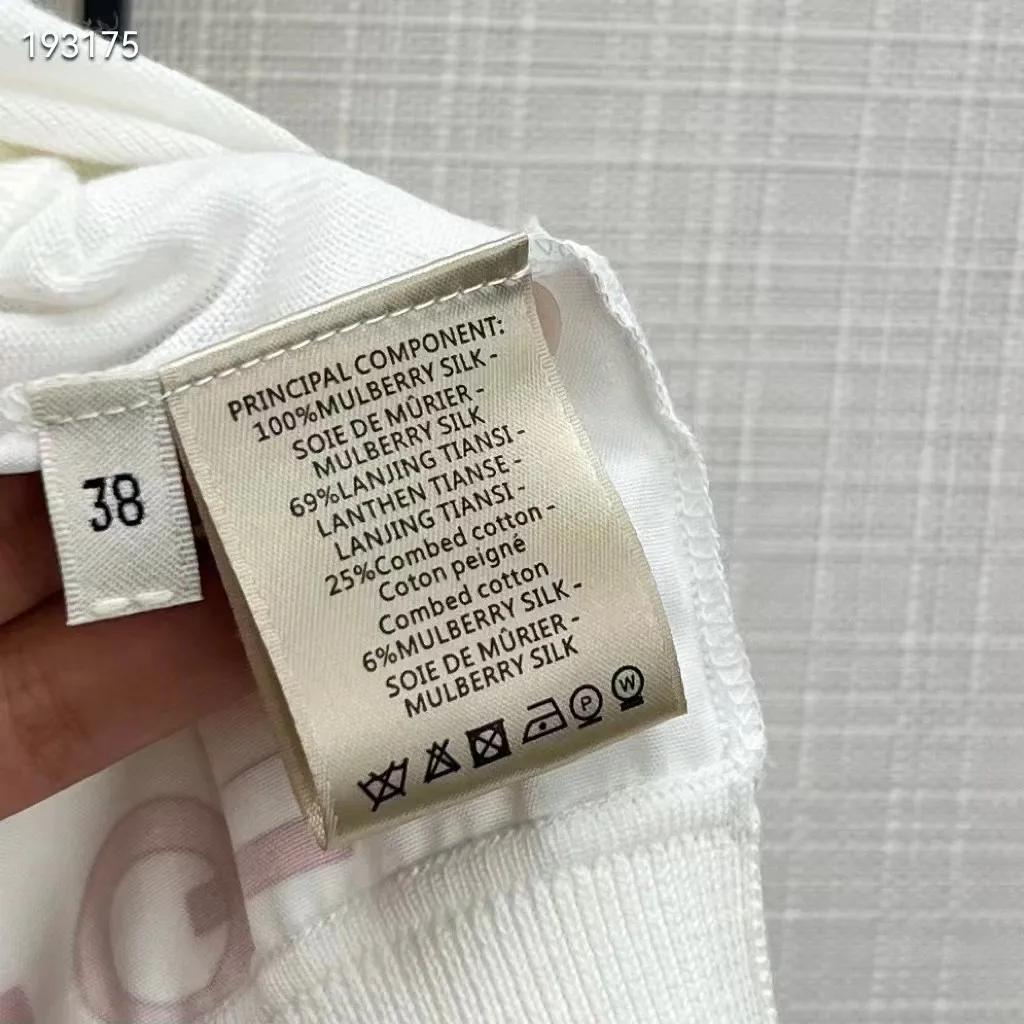 193175
PRINCIPAL COMPONENT:
100%MULBERRY SILK -
SOIE DE MÛRIER -
MULBERRY SILK
69%LANJING TIANSI -
LANTHEN TIANSE -
LANJING TIANSI -
25%Combed cotton -
Coton peigné
Combed cotton
6%MULBERRY SILK -
SOIE DE MÛRIER -
MULBERRY SILK
P W
38